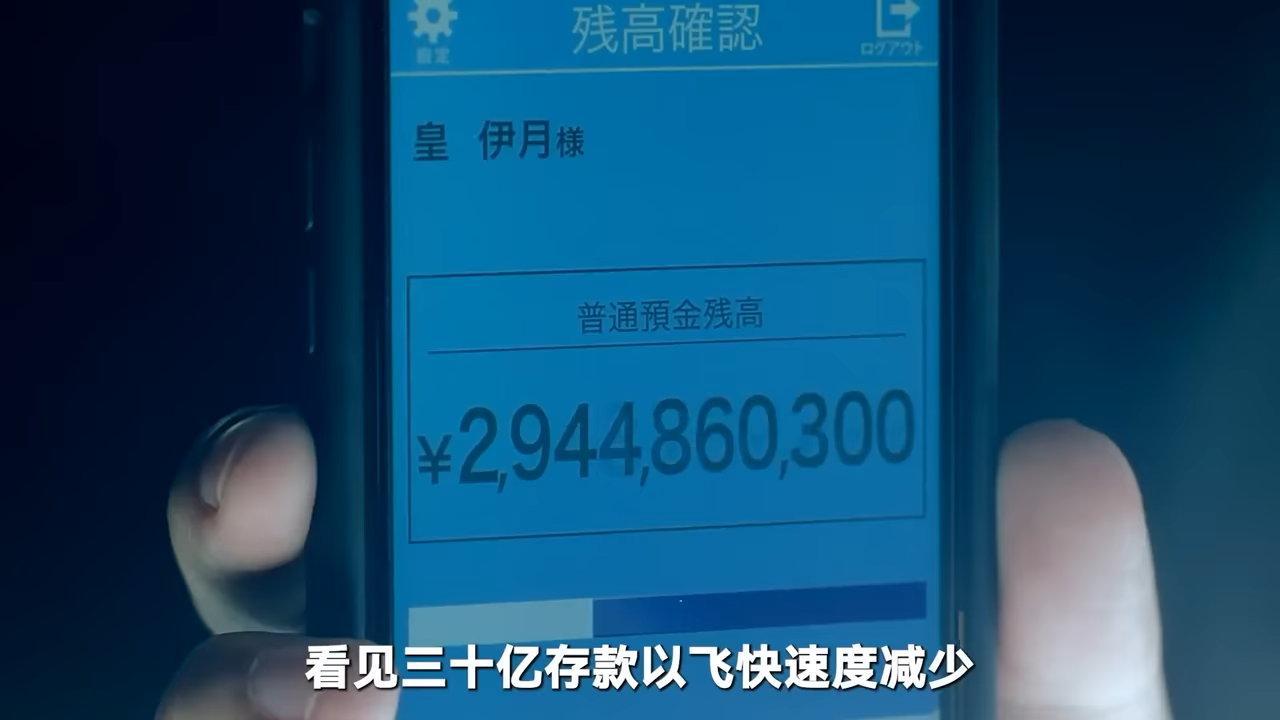 残高確認
設定
ログアウト
皇 伊月様
普通預金残高
¥2,944,860,300
看见三十亿存款以飞快速度减少